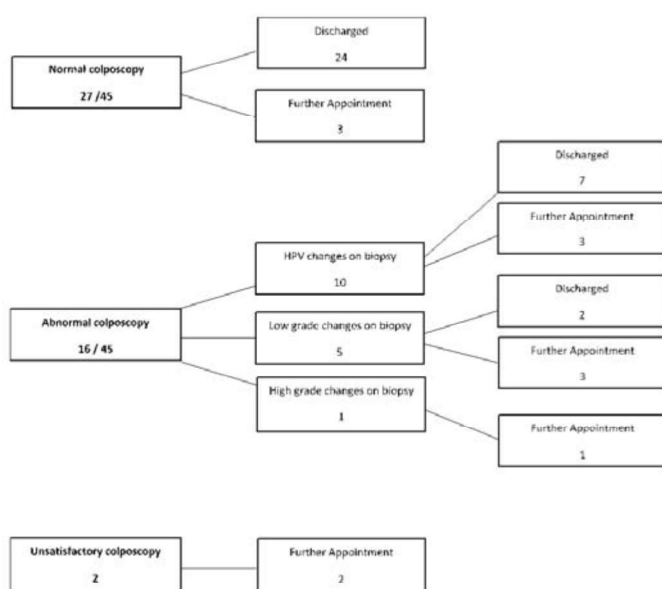 Discharged
24
Normal colposcopy
27 /45
Further Appointment
3
Discharged
7
Further Appointment
3
HPV changes on biopsy
10
Discharged
2
Abnormal colposcopy
16 / 45
Low grade changes on biopsy
5
Further Appointment
3
High grade changes on biopsy
1
Further Appointment
1
Unsatisfactory colposcopy
2
Further Appointment
2